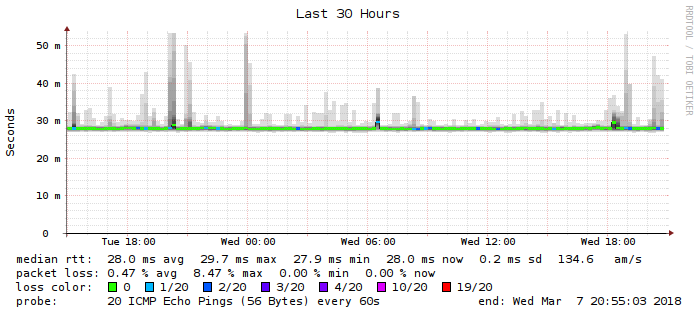 Last 30 Hours
RRDTOOL / TOBI OETIKER
Seconds
50 m
40 m
30 m
20 m
10 m
0
Tue 18:00 Wed 00:00 Wed 06:00 Wed 12:00 Wed 18:00
median rtt: 28.0 ms avg 29.7 ms max 27.9 ms min 28.0 ms now 0.2 ms sd 134.6 am/s
packet loss: 0.47 % avg 8.47 % max 0.00 % min 0.00 % now
loss color: 0 1/20 2/20 3/20 4/20 10/20 19/20
probe: 20 ICMP Echo Pings (56 Bytes) every 60s end: Wed Mar 7 20:55:03 2018